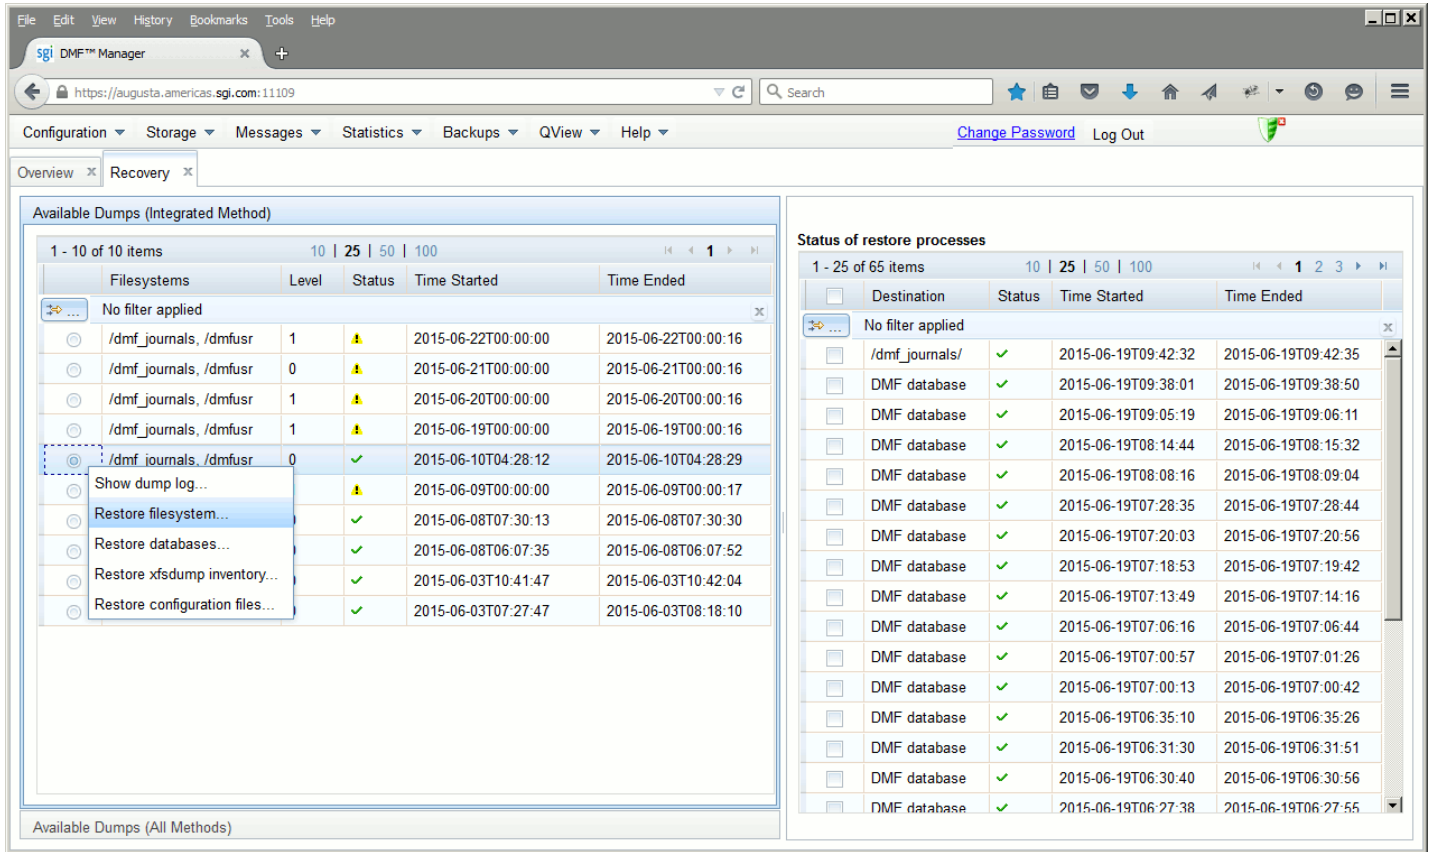 File Edit View History Bookmarks Tools Help
sgi DMF™ Manager
https://augusta.americas.sgi.com:11109 Search
Configuration Storage Messages Statistics Backups QView Help Change Password Log Out
Overview x Recovery x
Available Dumps (Integrated Method)
1 - 10 of 10 items 10 | 25 | 50 | 100 1
Filesystems Level Status Time Started Time Ended
... No filter applied x
/dmf_journals, /dmfusr 1 2015-06-22T00:00:00 2015-06-22T00:00:16
/dmf_journals, /dmfusr 0 2015-06-21T00:00:00 2015-06-21T00:00:16
/dmf_journals, /dmfusr 1 2015-06-20T00:00:00 2015-06-20T00:00:16
/dmf_journals, /dmfusr 1 2015-06-19T00:00:00 2015-06-19T00:00:16
/dmf_journals, /dmfusr 0 2015-06-10T04:28:12 2015-06-10T04:28:29
2015-06-09T00:00:00 2015-06-09T00:00:17
2015-06-08T07:30:13 2015-06-08T07:30:30
2015-06-08T06:07:35 2015-06-08T06:07:52
2015-06-03T10:41:47 2015-06-03T10:42:04
2015-06-03T07:27:47 2015-06-03T08:18:10
Show dump log...
Restore filesystem...
Restore databases...
Restore xfsdump inventory...
Restore configuration files...
Available Dumps (All Methods)
Status of restore processes
1 - 25 of 65 items 10 | 25 | 50 | 100 1 2 3
Destination Status Time Started Time Ended
... No filter applied x
/dmf_journals/ 2015-06-19T09:42:32 2015-06-19T09:42:35
DMF database 2015-06-19T09:38:01 2015-06-19T09:38:50
DMF database 2015-06-19T09:05:19 2015-06-19T09:06:11
DMF database 2015-06-19T08:14:44 2015-06-19T08:15:32
DMF database 2015-06-19T08:08:16 2015-06-19T08:09:04
DMF database 2015-06-19T07:28:35 2015-06-19T07:28:44
DMF database 2015-06-19T07:20:03 2015-06-19T07:20:56
DMF database 2015-06-19T07:18:53 2015-06-19T07:19:42
DMF database 2015-06-19T07:13:49 2015-06-19T07:14:16
DMF database 2015-06-19T07:06:16 2015-06-19T07:06:44
DMF database 2015-06-19T07:00:57 2015-06-19T07:01:26
DMF database 2015-06-19T07:00:13 2015-06-19T07:00:42
DMF database 2015-06-19T06:35:10 2015-06-19T06:35:26
DMF database 2015-06-19T06:31:30 2015-06-19T06:31:51
DMF database 2015-06-19T06:30:40 2015-06-19T06:30:56
DMF database 2015-06-19T06:27:38 2015-06-19T06:27:55